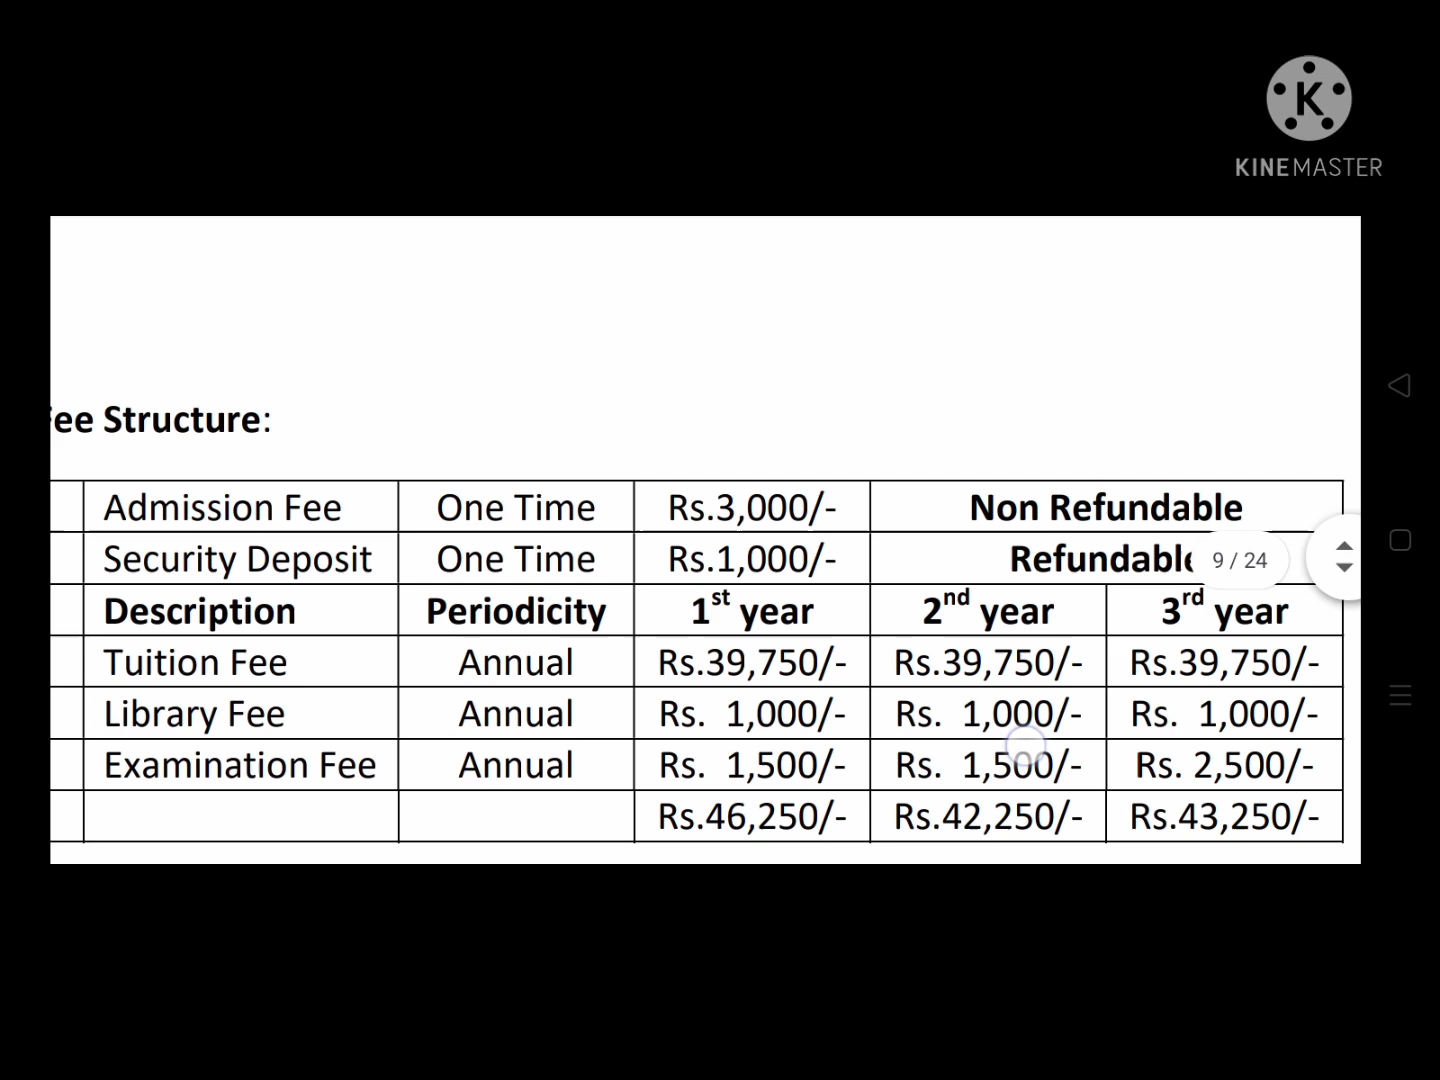 KINEMASTER
ee Structure:
Admission Fee One Time Rs.3,000/- Non Refundable
Security Deposit One Time Rs.1,000/- Refundable 9 / 24
Description Periodicity 1st year 2nd year 3rd year
Tuition Fee Annual Rs.39,750/- Rs.39,750/- Rs.39,750/-
Library Fee Annual Rs. 1,000/- Rs. 1,000/- Rs. 1,000/-
Examination Fee Annual Rs. 1,500/- Rs. 1,500/- Rs. 2,500/-
Rs.46,250/- Rs.42,250/- Rs.43,250/-